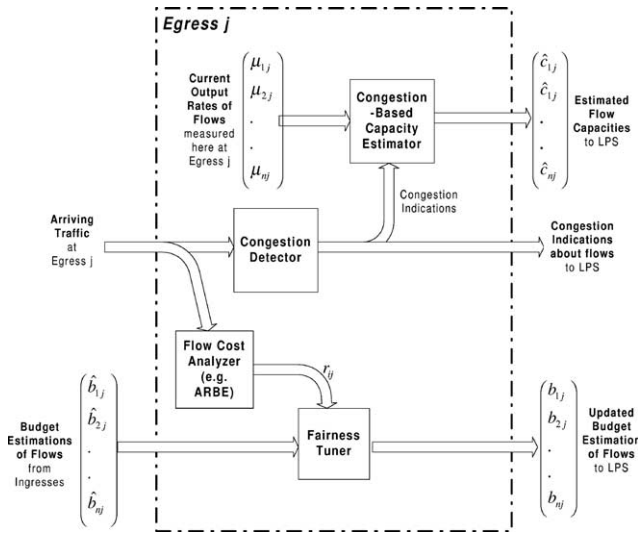 Egress j
Current
Output
Rates of
Flows
measured
here at
Egress j
μ1j
μ2j
.
.
μnj
Congestion
-Based
Capacity
Estimator
ĉ1j
ĉ1j
.
.
ĉnj
Estimated
Flow
Capacities
to LPS
Congestion
Indications
Arriving
Traffic
at
Egress j
Congestion
Detector
Congestion
Indications
about flows
to LPS
Flow Cost
Analyzer
(e.g.
ARBE)
rij
Budget
Estimations
of Flows
from
Ingresses
b̂1j
b̂2j
.
.
b̂nj
Fairness
Tuner
b1j
b2j
.
.
bnj
Updated
Budget
Estimation
of Flows
to LPS